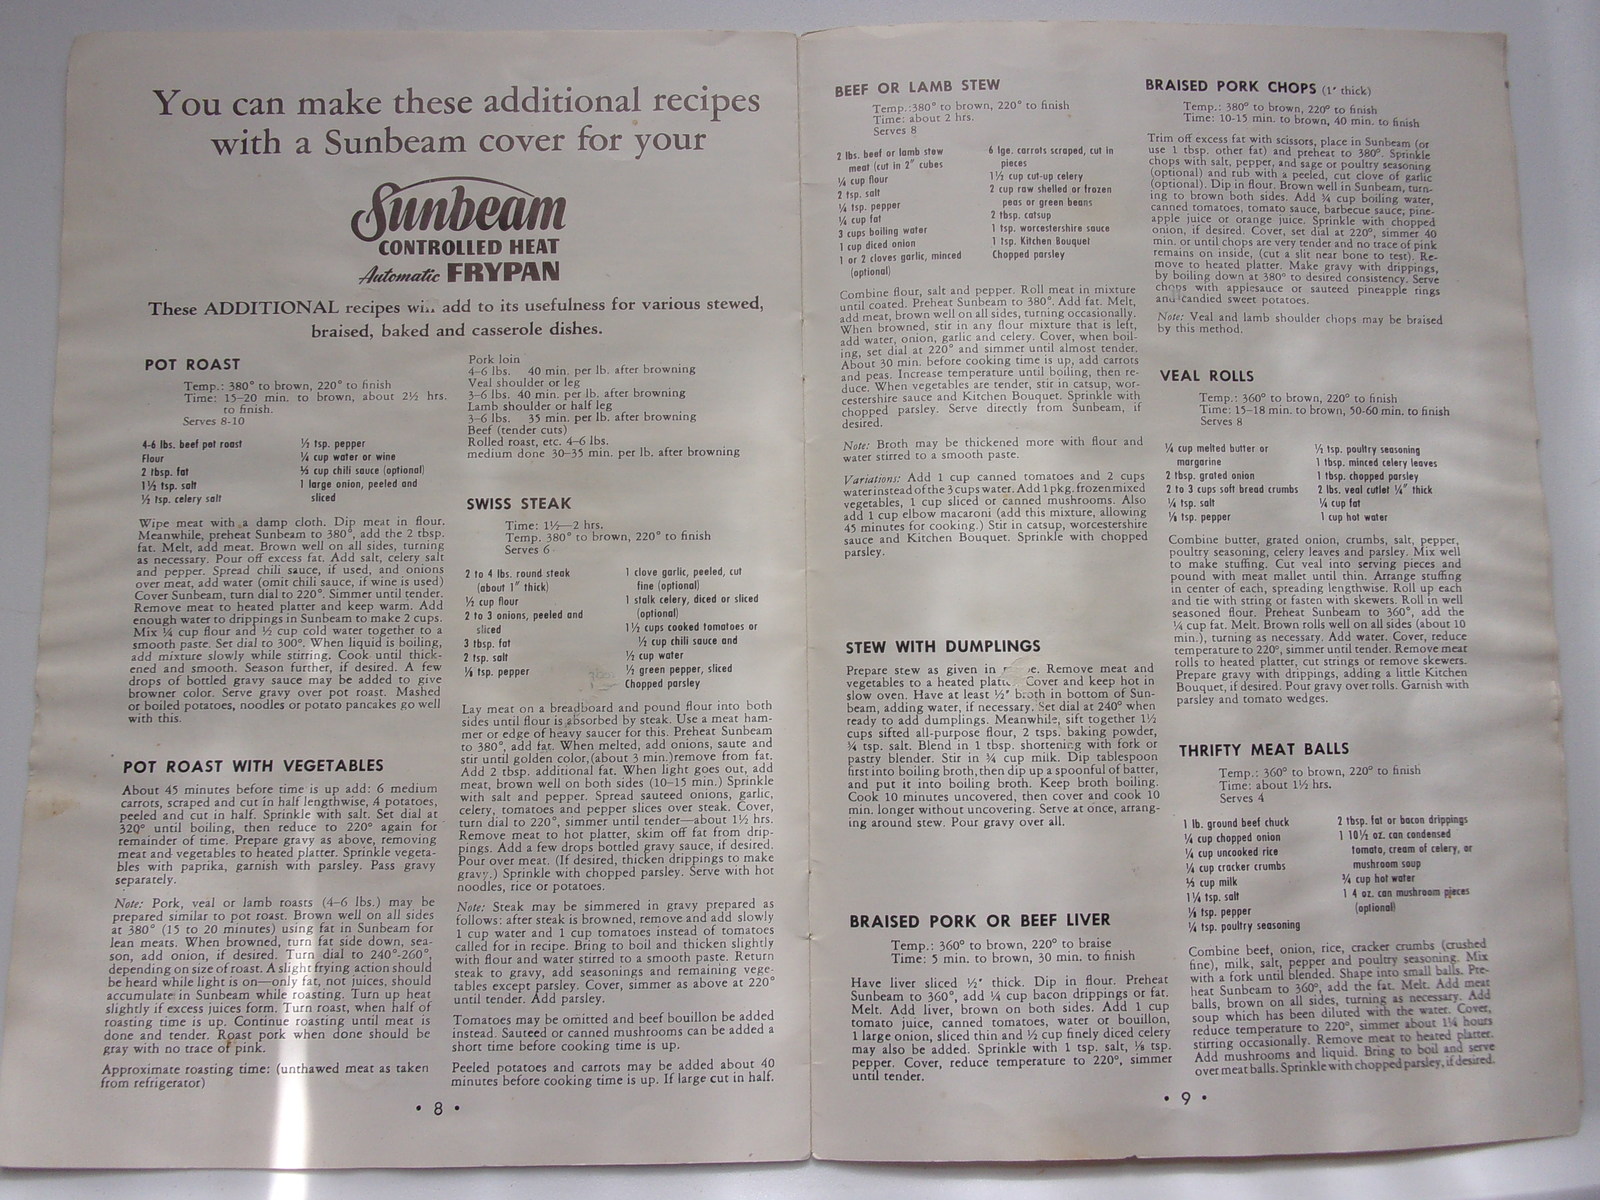 You can make these additional recipes
with a Sunbeam cover for your
Sunbeam
CONTROLLED HEAT
Automatic FRYPAN
These ADDITIONAL recipes will add to its usefulness for various stewed,
braised, baked and casserole dishes.
POT ROAST
Temp.: 380° to brown, 220° to finish
Time: 15-20 min. to brown, about 2½ hrs.
to finish.
Serves 8-10
4-6 lbs. beef pot roast
Flour
2 tbsp. fat
1½ tsp. salt
½ tsp. celery salt
½ tsp. pepper
¼ cup water or wine
½ cup chili sauce (optional)
1 large onion, peeled and
sliced
Wipe meat with a damp cloth. Dip meat in flour.
Meanwhile, preheat Sunbeam to 380°, add the 2 tbsp.
fat. Melt, add meat. Brown well on all sides, turning
as necessary. Pour off excess fat. Add salt, celery salt
and pepper. Spread chili sauce, if used, and onions
over meat, add water (omit chili sauce, if wine is used)
Cover Sunbeam, turn dial to 220°. Simmer until tender.
Remove meat to heated platter and keep warm. Add
enough water to drippings in Sunbeam to make 2 cups.
Mix ¼ cup flour and ½ cup cold water together to a
smooth paste. Set dial to 300°. When liquid is boiling,
add mixture slowly while stirring. Cook until thick-
ened and smooth. Season further, if desired. A few
drops of bottled gravy sauce may be added to give
browner color. Serve gravy over pot roast. Mashed
or boiled potatoes, noodles or potato pancakes go well
with this.
POT ROAST WITH VEGETABLES
About 45 minutes before time is up add: 6 medium
carrots, scraped and cut in half lengthwise, 4 potatoes,
peeled and cut in half. Sprinkle with salt. Set dial at
320° until boiling, then reduce to 220° again for
remainder of time. Prepare gravy as above, removing
meat and vegetables to heated platter. Sprinkle vegeta-
bles with paprika, garnish with parsley. Pass gravy
separately.
Note: Pork, veal or lamb roasts (4-6 lbs.) may be
prepared similar to pot roast. Brown well on all sides
at 380° (15 to 20 minutes) using fat in Sunbeam for
lean meats. When browned, turn fat side down, sea-
son, add onion, if desired. Turn dial to 240°-260°,
depending on size of roast. A slight frying action should
be heard while light is on—only fat, not juices, should
accumulate in Sunbeam while roasting. Turn up heat
slightly if excess juices form. Turn roast, when half of
roasting time is up. Continue roasting until meat is
done and tender. Roast pork when done should be
gray with no trace of pink.
Approximate roasting time: (unthawed meat as taken
from refrigerator)
Pork loin
4-6 lbs. 40 min. per lb. after browning
Veal shoulder or leg
3-6 lbs. 40 min. per lb. after browning
Lamb shoulder or half leg
3-6 lbs. 35 min. per lb. after browning
Beef (tender cuts)
Rolled roast, etc. 4-6 lbs.
medium done 30-35 min. per lb. after browning
SWISS STEAK
Time: 1½—2 hrs.
Temp. 380° to brown, 220° to finish
Serves 6
2 to 4 lbs. round steak
(about 1" thick)
½ cup flour
2 to 3 onions, peeled and
sliced
3 tbsp. fat
2 tsp. salt
⅛ tsp. pepper
1 clove garlic, peeled, cut
fine (optional)
1 stalk celery, diced or sliced
(optional)
1½ cups cooked tomatoes or
½ cup chili sauce and
½ cup water
½ green pepper, sliced
Chopped parsley
Lay meat on a breadboard and pound flour into both
sides until flour is absorbed by steak. Use a meat ham-
mer or edge of heavy saucer for this. Preheat Sunbeam
to 380°, add fat. When melted, add onions, saute and
stir until golden color,(about 3 min.)remove from fat.
Add 2 tbsp. additional fat. When light goes out, add
meat, brown well on both sides (10-15 min.) Sprinkle
with salt and pepper. Spread sauteed onions, garlic,
celery, tomatoes and pepper slices over steak. Cover,
turn dial to 220°, simmer until tender—about 1½ hrs.
Remove meat to hot platter, skim off fat from drip-
pings. Add a few drops bottled gravy sauce, if desired.
Pour over meat. (If desired, thicken drippings to make
gravy.) Sprinkle with chopped parsley. Serve with hot
noodles, rice or potatoes.
Note: Steak may be simmered in gravy prepared as
follows: after steak is browned, remove and add slowly
1 cup water and 1 cup tomatoes instead of tomatoes
called for in recipe. Bring to boil and thicken slightly
with flour and water stirred to a smooth paste. Return
steak to gravy, add seasonings and remaining vege-
tables except parsley. Cover, simmer as above at 220°
until tender. Add parsley.
Tomatoes may be omitted and beef bouillon be added
instead. Sauteed or canned mushrooms can be added a
short time before cooking time is up.
Peeled potatoes and carrots may be added about 40
minutes before cooking time is up. If large cut in half.
• 8 •
BEEF OR LAMB STEW
Temp.:380° to brown, 220° to finish
Time: about 2 hrs.
Serves 8
2 lbs. beef or lamb stew
meat (cut in 2" cubes
¼ cup flour
2 tsp. salt
¼ tsp. pepper
¼ cup fat
3 cups boiling water
1 cup diced onion
1 or 2 cloves garlic, minced
(optional)
6 lge. carrots scraped, cut in
pieces
1½ cup cut-up celery
2 cup raw shelled or frozen
peas or green beans
2 tbsp. catsup
1 tsp. worcestershire sauce
1 tsp. Kitchen Bouquet
Chopped parsley
Combine flour, salt and pepper. Roll meat in mixture
until coated. Preheat Sunbeam to 380°. Add fat. Melt,
add meat, brown well on all sides, turning occasionally.
When browned, stir in any flour mixture that is left,
add water, onion, garlic and celery. Cover, when boil-
ing, set dial at 220° and simmer until almost tender.
About 30 min. before cooking time is up, add carrots
and peas. Increase temperature until boiling, then re-
duce. When vegetables are tender, stir in catsup, wor-
cestershire sauce and Kitchen Bouquet. Sprinkle with
chopped parsley. Serve directly from Sunbeam, if
desired.
Note: Broth may be thickened more with flour and
water stirred to a smooth paste.
Variations: Add 1 cup canned tomatoes and 2 cups
water instead of the 3 cups water. Add 1 pkg. frozen mixed
vegetables, 1 cup sliced or canned mushrooms. Also
add 1 cup elbow macaroni (add this mixture, allowing
45 minutes for cooking.) Stir in catsup, worcestershire
sauce and Kitchen Bouquet. Sprinkle with chopped
parsley.
STEW WITH DUMPLINGS
Prepare stew as given in Remove meat and
vegetables to a heated Cover and keep hot in
slow oven. Have at least ½" broth in bottom of Sun-
beam, adding water, if necessary. Set dial at 240° when
ready to add dumplings. Meanwhile, sift together 1½
cups sifted all-purpose flour, 2 tsps. baking powder,
¾ tsp. salt. Blend in 1 tbsp. shortening with fork or
pastry blender. Stir in ¾ cup milk. Dip tablespoon
first into boiling broth, then dip up a spoonful of batter,
and put it into boiling broth. Keep broth boiling.
Cook 10 minutes uncovered, then cover and cook 10
min. longer without uncovering. Serve at once, arrang-
ing around stew. Pour gravy over all.
BRAISED PORK OR BEEF LIVER
Temp.: 360° to brown, 220° to braise
Time: 5 min. to brown, 30 min. to finish
Have liver sliced ½" thick. Dip in flour. Preheat
Sunbeam to 360°, add ¼ cup bacon drippings or fat.
Melt. Add liver, brown on both sides. Add 1 cup
tomato juice, canned tomatoes, water or bouillon,
1 large onion, sliced thin and ½ cup finely diced celery
may also be added. Sprinkle with 1 tsp. salt, ⅛ tsp.
pepper. Cover, reduce temperature to 220°, simmer
until tender.
BRAISED PORK CHOPS (1" thick)
Temp.: 380° to brown, 220° to finish
Time: 10-15 min. to brown, 40 min. to finish
Trim off excess fat with scissors, place in Sunbeam (or
use 1 tbsp. other fat) and preheat to 380°. Sprinkle
chops with salt, pepper, and sage or poultry seasoning
(optional) and rub with a peeled, cut clove of garlic
(optional). Dip in flour. Brown well in Sunbeam, turn-
ing to brown both sides. Add ¼ cup boiling water,
canned tomatoes, tomato sauce, barbecue sauce, pine-
apple juice or orange juice. Sprinkle with chopped
onion, if desired. Cover, set dial at 220°, simmer 40
min. or until chops are very tender and no trace of pink
remains on inside, (cut a slit near bone to test). Re-
move to heated platter. Make gravy with drippings,
by boiling down at 380° to desired consistency. Serve
chops with applesauce or sauteed pineapple rings
and candied sweet potatoes.
Note: Veal and lamb shoulder chops may be braised
by this method.
VEAL ROLLS
Temp.: 360° to brown, 220° to finish
Time: 15-18 min. to brown, 50-60 min. to finish
Serves 8
¼ cup melted butter or
margarine
2 tbsp. grated onion
2 to 3 cups soft bread crumbs
¼ tsp. salt
⅛ tsp. pepper
½ tsp. poultry seasoning
1 tbsp. minced celery leaves
1 tbsp. chopped parsley
2 lbs. veal cutlet ¼" thick
¼ cup fat
1 cup hot water
Combine butter, grated onion, crumbs, salt, pepper,
poultry seasoning, celery leaves and parsley. Mix well
to make stuffing. Cut veal into serving pieces and
pound with meat mallet until thin. Arrange stuffing
in center of each, spreading lengthwise. Roll up each
and tie with string or fasten with skewers. Roll in well
seasoned flour. Preheat Sunbeam to 360°, add the
¼ cup fat. Melt. Brown rolls well on all sides (about 10
min.), turning as necessary. Add water. Cover, reduce
temperature to 220°, simmer until tender. Remove meat
rolls to heated platter, cut strings or remove skewers.
Prepare gravy with drippings, adding a little Kitchen
Bouquet, if desired. Pour gravy over rolls. Garnish with
parsley and tomato wedges.
THRIFTY MEAT BALLS
Temp.: 360° to brown, 220° to finish
Time: about 1½ hrs.
Serves 4
1 lb. ground beef chuck
¼ cup chopped onion
¼ cup uncooked rice
¼ cup cracker crumbs
½ cup milk
1¼ tsp. salt
⅛ tsp. pepper
¼ tsp. poultry seasoning
2 tbsp. fat or bacon drippings
1 10½ oz. can condensed
tomato, cream of celery, or
mushroom soup
¾ cup hot water
1 4 oz. can mushroom pieces
(optional)
Combine beef, onion, rice, cracker crumbs (crushed
fine), milk, salt, pepper and poultry seasoning. Mix
with a fork until blended. Shape into small balls. Pre-
heat Sunbeam to 360°, add the fat. Melt. Add meat
balls, brown on all sides, turning as necessary. Add
soup which has been diluted with the water. Cover,
reduce temperature to 220°, simmer about 1¼ hours
stirring occasionally. Remove meat to heated platter.
Add mushrooms and liquid. Bring to boil and serve
over meat balls. Sprinkle with chopped parsley, if desired.
• 9 •